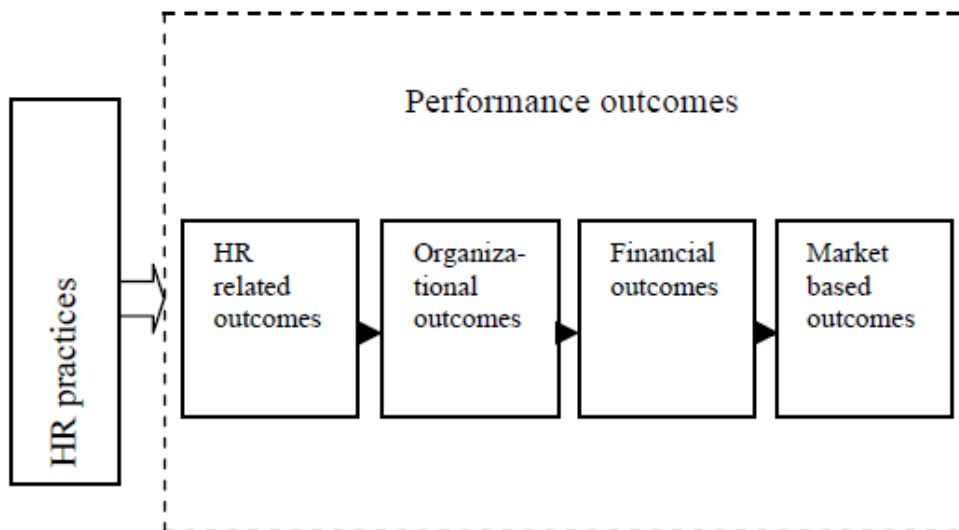 HR practices
Performance outcomes
HR
related
outcomes
Organiza-
tional
outcomes
Financial
outcomes
Market
based
outcomes